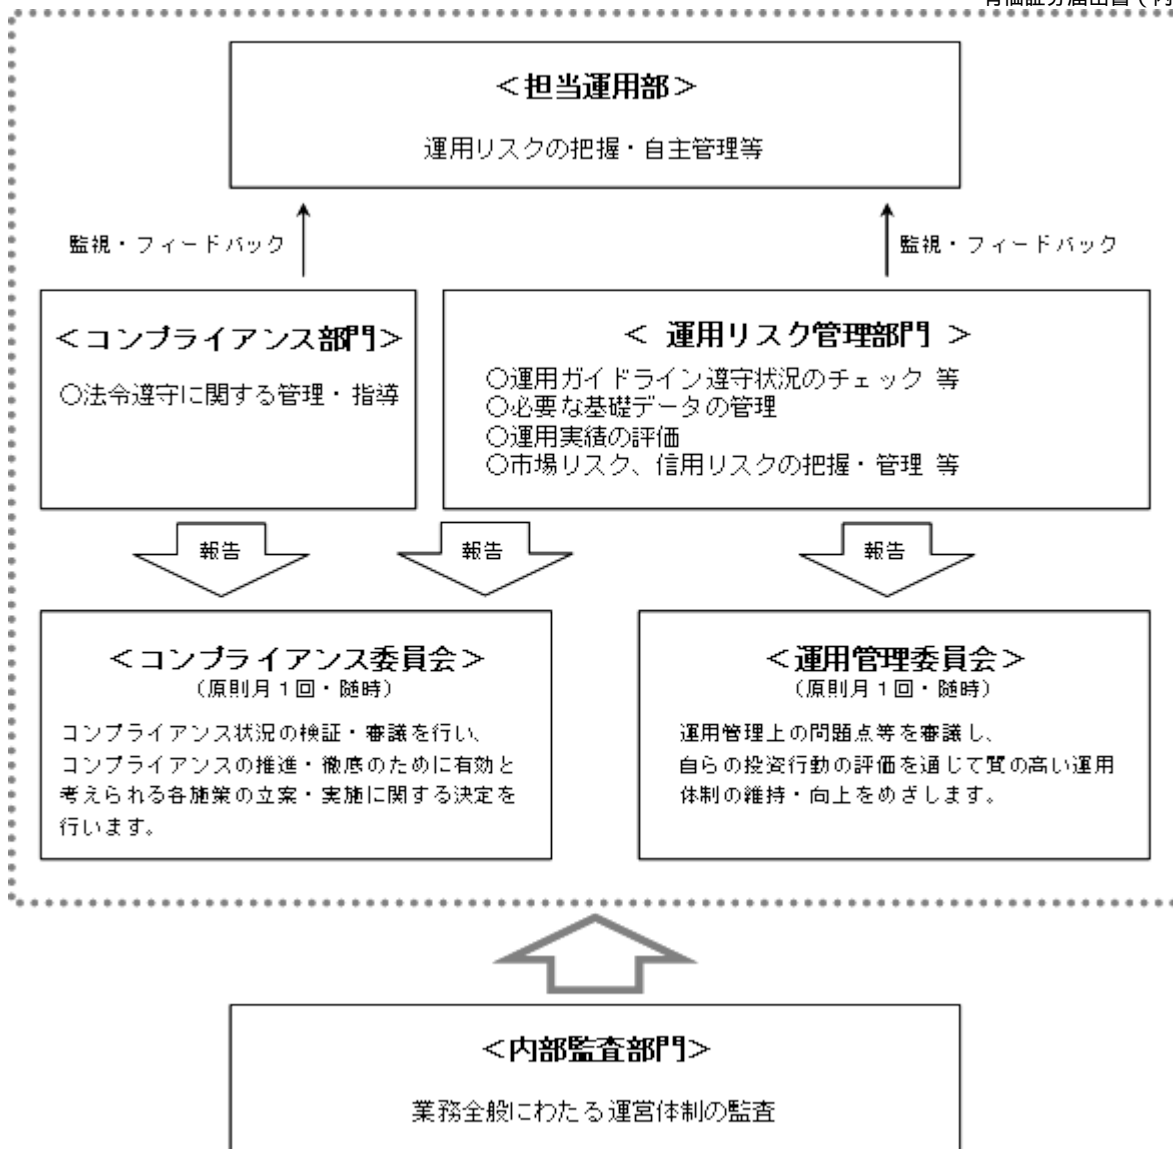 有価証券届出書（内
＜担当運用部＞
運用リスクの把握・自主管理等
監視・フィードバック
監視・フィードバック
＜コンプライアンス部門＞
○法令遵守に関する管理・指導
＜ 運用リスク管理部門 ＞
○運用ガイドライン遵守状況のチェック 等
○必要な基礎データの管理
○運用実績の評価
○市場リスク、信用リスクの把握・管理 等
報告
報告
報告
＜コンプライアンス委員会＞
（原則月１回・随時）
コンプライアンス状況の検証・審議を行い、
コンプライアンスの推進・徹底のために有効と
考えられる各施策の立案・実施に関する決定を
行います。
＜運用管理委員会＞
（原則月１回・随時）
運用管理上の問題点等を審議し、
自らの投資行動の評価を通じて質の高い運用
体制の維持・向上をめざします。
＜内部監査部門＞
業務全般にわたる運営体制の監査